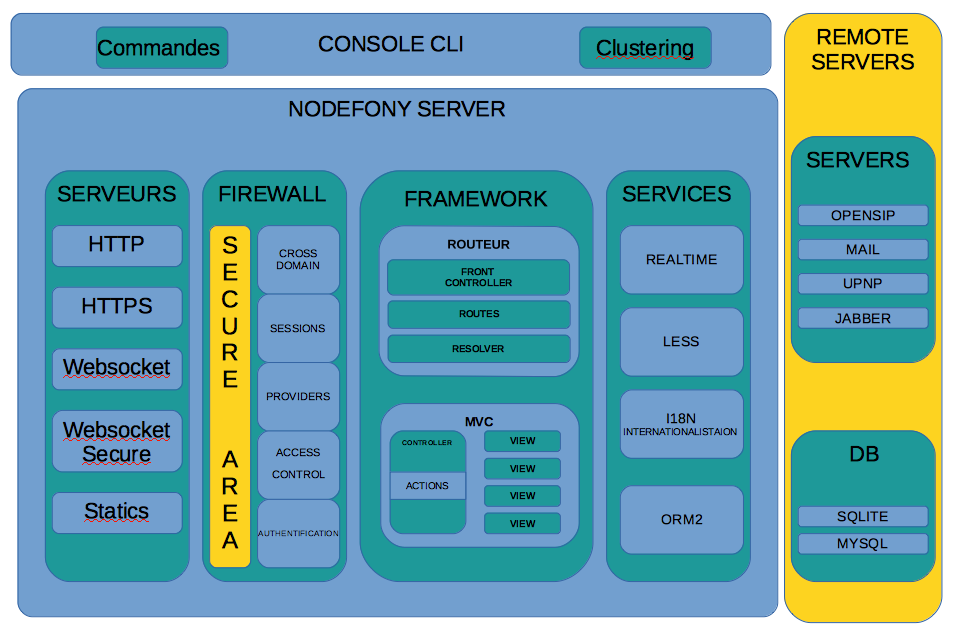 CONSOLE CLI
Commandes
Clustering
NODEFONY SERVER
SERVEURS
HTTP
HTTPS
Websocket
Websocket
Secure
Statics
FIREWALL
SECURE AREA
CROSS
DOMAIN
SESSIONS
PROVIDERS
ACCESS
CONTROL
AUTHENTIFICATION
FRAMEWORK
ROUTEUR
FRONT
CONTROLLER
ROUTES
RESOLVER
MVC
CONTROLLER
ACTIONS
VIEW
VIEW
VIEW
VIEW
SERVICES
REALTIME
LESS
I18N
INTERNATIONALISTAION
ORM2
REMOTE
SERVERS
SERVERS
OPENSIP
MAIL
UPNP
JABBER
DB
SQLITE
MYSQL